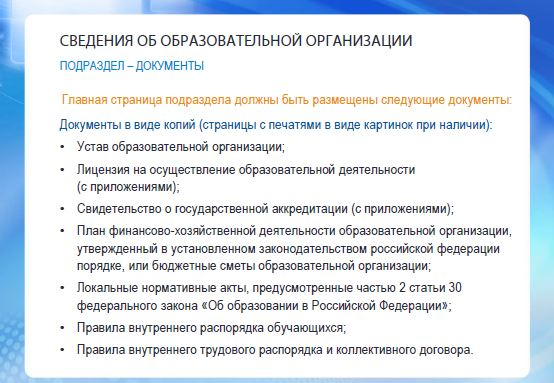 СВЕДЕНИЯ ОБ ОБРАЗОВАТЕЛЬНОЙ ОРГАНИЗАЦИИ
ПОДРАЗДЕЛ – ДОКУМЕНТЫ
Главная страница подраздела должны быть размещены следующие документы:
Документы в виде копий (страницы с печатями в виде картинок при наличии):
• Устав образовательной организации;
• Лицензия на осуществление образовательной деятельности
(с приложениями);
• Свидетельство о государственной аккредитации (с приложениями);
• План финансово-хозяйственной деятельности образовательной организации,
утвержденный в установленном законодательством российской федерации
порядке, или бюджетные сметы образовательной организации;
• Локальные нормативные акты, предусмотренные частью 2 статьи 30
федерального закона «Об образовании в Российской Федерации»;
• Правила внутреннего распорядка обучающихся;
• Правила внутреннего трудового распорядка и коллективного договора.